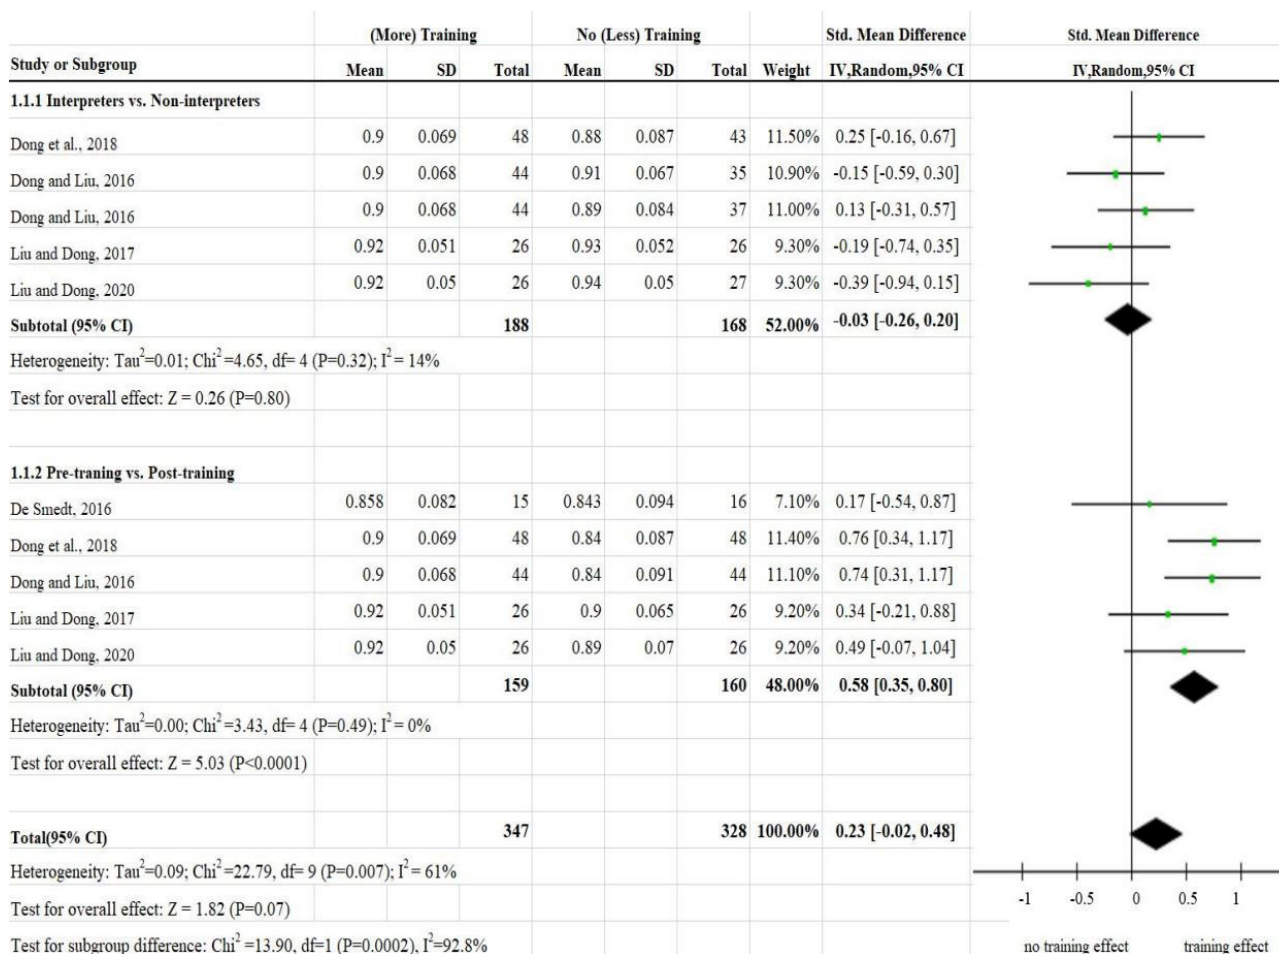 (More) Training No (Less) Training Std. Mean Difference Std. Mean Difference
Study or Subgroup Mean SD Total Mean SD Total Weight IV,Random,95% CI IV,Random,95% CI
1.1.1 Interpreters vs. Non-interpreters
Dong et al., 2018 0.9 0.069 48 0.88 0.087 43 11.50% 0.25 [-0.16, 0.67]
Dong and Liu, 2016 0.9 0.068 44 0.91 0.067 35 10.90% -0.15 [-0.59, 0.30]
Dong and Liu, 2016 0.9 0.068 44 0.89 0.084 37 11.00% 0.13 [-0.31, 0.57]
Liu and Dong, 2017 0.92 0.051 26 0.93 0.052 26 9.30% -0.19 [-0.74, 0.35]
Liu and Dong, 2020 0.92 0.05 26 0.94 0.05 27 9.30% -0.39 [-0.94, 0.15]
Subtotal (95% CI) 188 168 52.00% -0.03 [-0.26, 0.20]
Heterogeneity: Tau²=0.01; Chi²=4.65, df= 4 (P=0.32); I²= 14%
Test for overall effect: Z = 0.26 (P=0.80)
1.1.2 Pre-traning vs. Post-training
De Smedt, 2016 0.858 0.082 15 0.843 0.094 16 7.10% 0.17 [-0.54, 0.87]
Dong et al., 2018 0.9 0.069 48 0.84 0.087 48 11.40% 0.76 [0.34, 1.17]
Dong and Liu, 2016 0.9 0.068 44 0.84 0.091 44 11.10% 0.74 [0.31, 1.17]
Liu and Dong, 2017 0.92 0.051 26 0.9 0.065 26 9.20% 0.34 [-0.21, 0.88]
Liu and Dong, 2020 0.92 0.05 26 0.89 0.07 26 9.20% 0.49 [-0.07, 1.04]
Subtotal (95% CI) 159 160 48.00% 0.58 [0.35, 0.80]
Heterogeneity: Tau²=0.00; Chi²=3.43, df= 4 (P=0.49); I²= 0%
Test for overall effect: Z = 5.03 (P<0.0001)
Total(95% CI) 347 328 100.00% 0.23 [-0.02, 0.48]
Heterogeneity: Tau²=0.09; Chi²=22.79, df= 9 (P=0.007); I²= 61%
Test for overall effect: Z = 1.82 (P=0.07)
-1 -0.5 0 0.5 1
Test for subgroup difference: Chi² =13.90, df=1 (P=0.0002), I²=92.8%
no training effect training effect